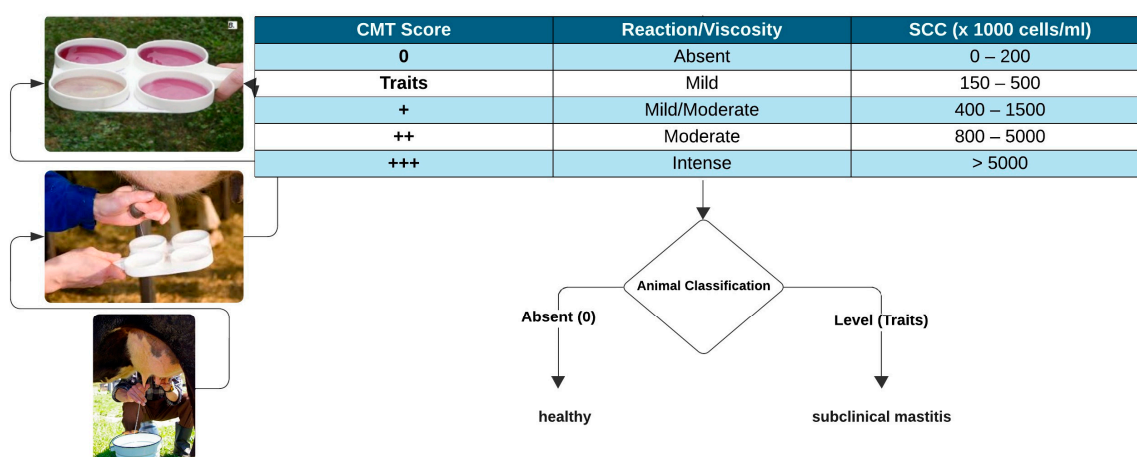 CMT Score Reaction/Viscosity SCC (x 1000 cells/ml)
0 Absent 0 – 200
Traits Mild 150 – 500
+ Mild/Moderate 400 – 1500
++ Moderate 800 – 5000
+++ Intense > 5000
Animal Classification
Absent (0)
Level (Traits)
healthy
subclinical mastitis